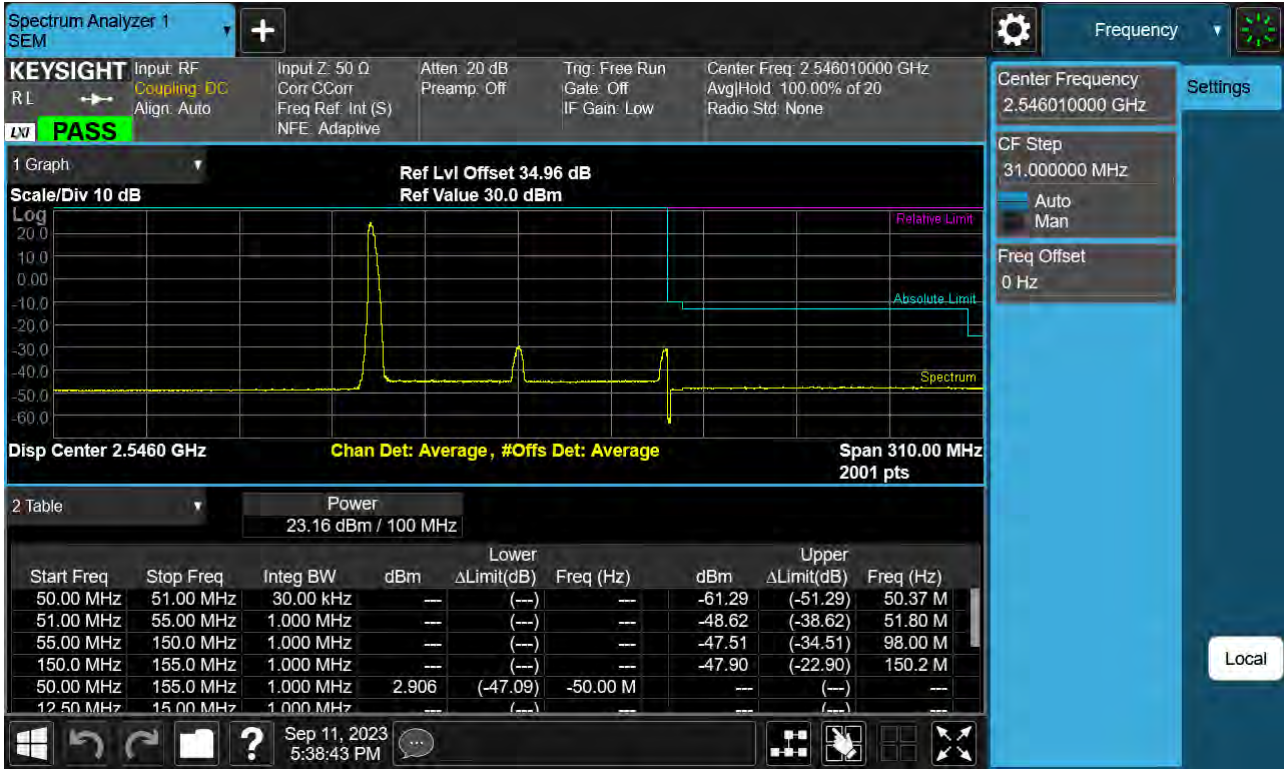 Spectrum Analyzer 1
SEM
Frequency
KEYSIGHT
RL
LXI
PASS
Input: RF
Coupling: DC
Align: Auto
Input Z: 50 Ω
Corr CCorr
Freq Ref: Int (S)
NFE: Adaptive
Atten: 20 dB
Preamp: Off
Trig: Free Run
Gate: Off
IF Gain: Low
Center Freq: 2.546010000 GHz
Avg|Hold: 100.00% of 20
Radio Std: None
Center Frequency
2.546010000 GHz
Settings
CF Step
31.000000 MHz
Auto
Man
Freq Offset
0 Hz
Local
1 Graph
Ref Lvl Offset 34.96 dB
Scale/Div 10 dB
Ref Value 30.0 dBm
Log
20.0
10.0
0.00
-10.0
-20.0
-30.0
-40.0
-50.0
-60.0
Relative Limit
Absolute Limit
Spectrum
Disp Center 2.5460 GHz
Chan Det: Average, #Offs Det: Average
Span 310.00 MHz
2001 pts
2 Table
Power
23.16 dBm / 100 MHz
Lower Upper
Start Freq Stop Freq Integ BW dBm ΔLimit(dB) Freq (Hz) dBm ΔLimit(dB) Freq (Hz)
50.00 MHz 51.00 MHz 30.00 kHz --- (---) --- -61.29 (-51.29) 50.37 M
51.00 MHz 55.00 MHz 1.000 MHz --- (---) --- -48.62 (-38.62) 51.80 M
55.00 MHz 150.0 MHz 1.000 MHz --- (---) --- -47.51 (-34.51) 98.00 M
150.0 MHz 155.0 MHz 1.000 MHz --- (---) --- -47.90 (-22.90) 150.2 M
50.00 MHz 155.0 MHz 1.000 MHz 2.906 (-47.09) -50.00 M --- (---) ---
12.50 MHz 15.00 MHz 1.000 MHz --- (---) --- --- (---) ---
Sep 11, 2023
5:38:43 PM